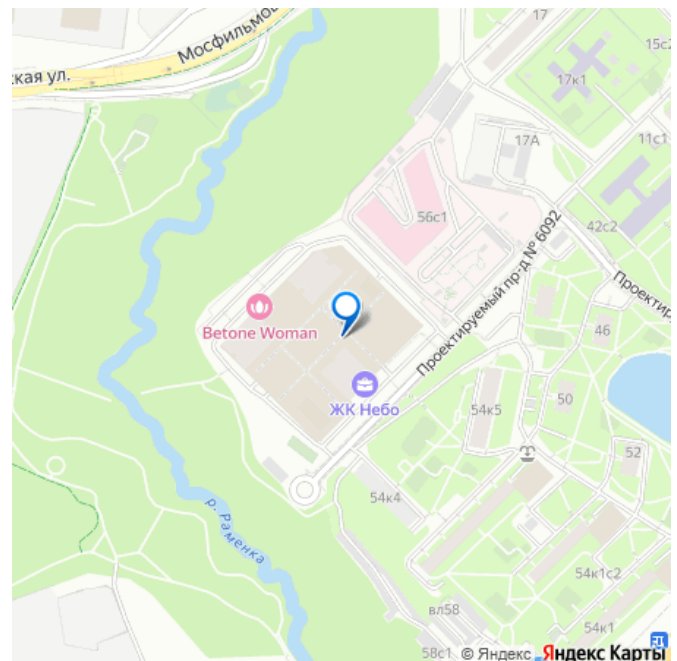 17
Мосфильмов
ская ул.
15с2
17к1
17А
11с1
56с1
42с2
Проектируемый пр-д № 6092
Проектир
Betone Woman
46
ЖК Небо
54к5
50
52
54к4
р. Раменка
54к1с2
вл58
54к1
58с1
© Яндекс Яндекс Карты